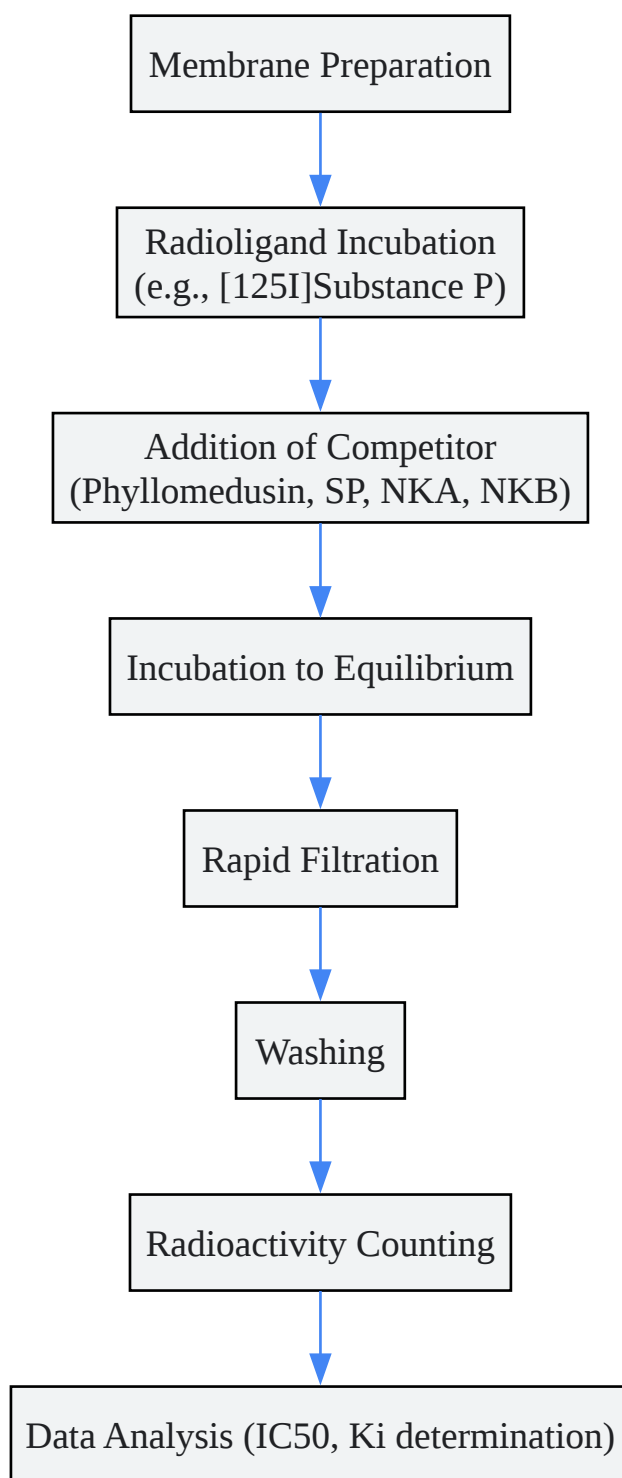 Membrane Preparation
Radioligand Incubation
(e.g., [125I]Substance P)
Addition of Competitor
(Phyllomedusin, SP, NKA, NKB)
Incubation to Equilibrium
Rapid Filtration
Washing
Radioactivity Counting
Data Analysis (IC50, Ki determination)